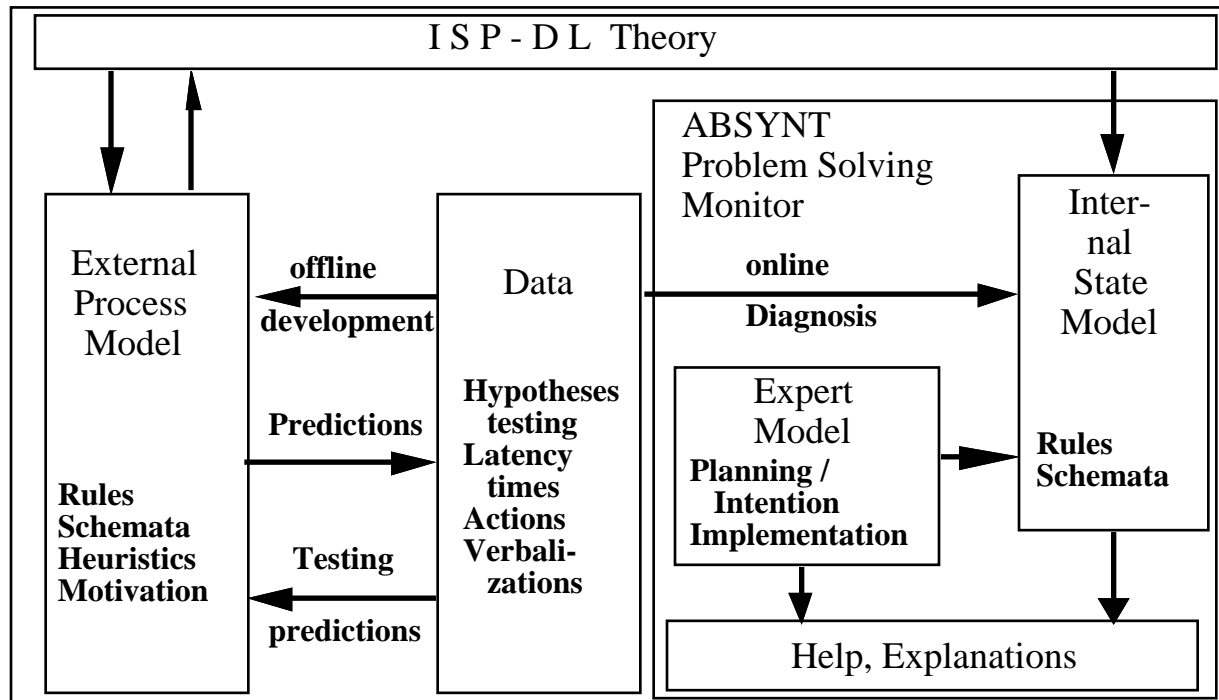 I S P - D L Theory
ABSYNT
Problem Solving
Monitor
External
Process
Model
Rules
Schemata
Heuristics
Motivation
offline
development
Predictions
Testing
predictions
Data
Hypotheses
testing
Latency
times
Actions
Verbali-
zations
online
Diagnosis
Expert
Model
Planning /
Intention
Implementation
Inter-
nal
State
Model
Rules
Schemata
Help, Explanations